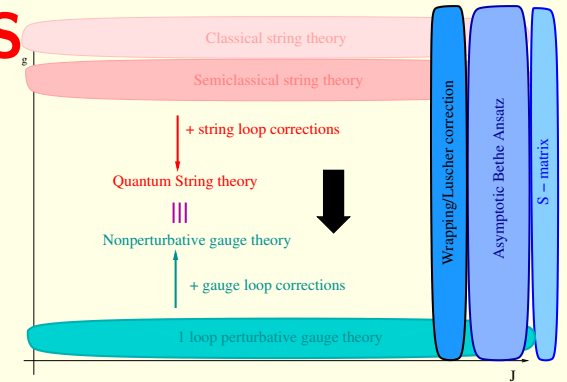 S
g
Classical string theory
Semiclassical string theory
+ string loop corrections
Quantum String theory
Nonperturbative gauge theory
+ gauge loop corrections
1 loop perturbative gauge theory
Wrapping/Luscher correction
Asymptotic Bethe Ansatz
S − matrix
J